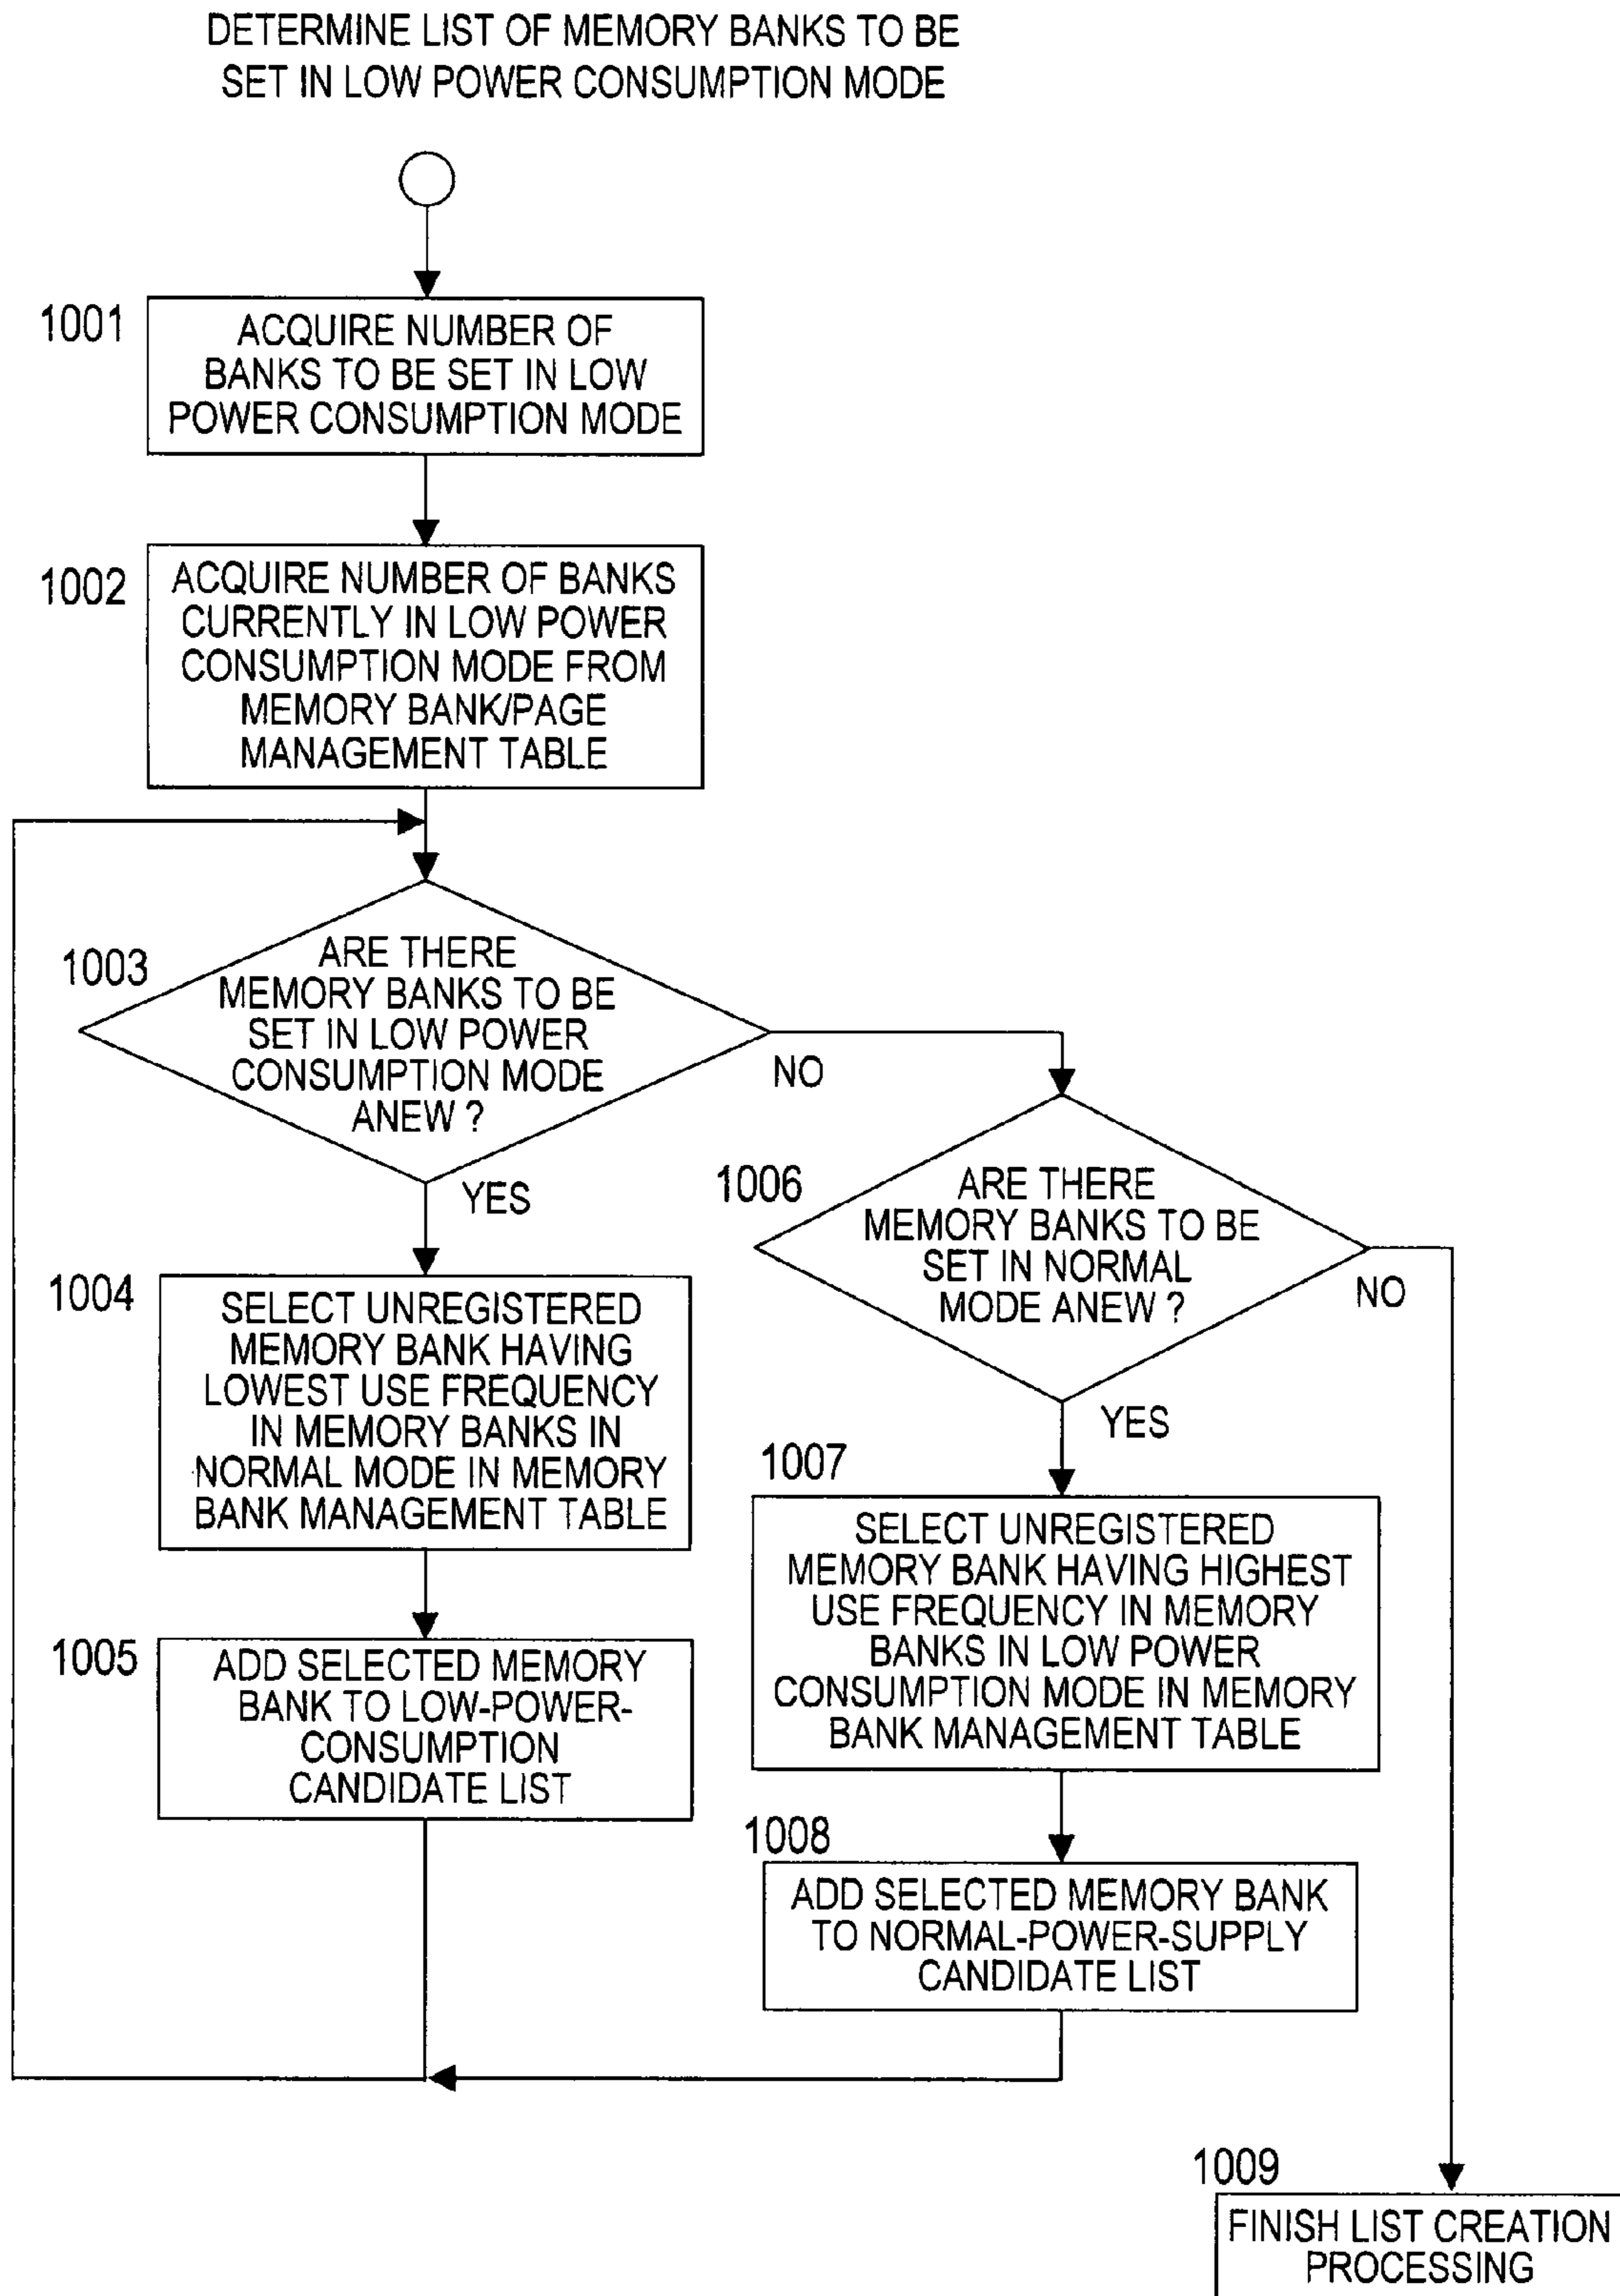 DETERMINE LIST OF MEMORY BANKS TO BE
SET IN LOW POWER CONSUMPTION MODE
1001
ACQUIRE NUMBER OF
BANKS TO BE SET IN LOW
POWER CONSUMPTION MODE
1002
ACQUIRE NUMBER OF BANKS
CURRENTLY IN LOW POWER
CONSUMPTION MODE FROM
MEMORY BANK/PAGE
MANAGEMENT TABLE
1003
ARE THERE
MEMORY BANKS TO BE
SET IN LOW POWER
CONSUMPTION MODE
ANEW ?
NO
YES
1004
SELECT UNREGISTERED
MEMORY BANK HAVING
LOWEST USE FREQUENCY
IN MEMORY BANKS IN
NORMAL MODE IN MEMORY
BANK MANAGEMENT TABLE
1005
ADD SELECTED MEMORY
BANK TO LOW-POWER-
CONSUMPTION
CANDIDATE LIST
1006
ARE THERE
MEMORY BANKS TO BE
SET IN NORMAL
MODE ANEW ?
NO
YES
1007
SELECT UNREGISTERED
MEMORY BANK HAVING HIGHEST
USE FREQUENCY IN MEMORY
BANKS IN LOW POWER
CONSUMPTION MODE IN MEMORY
BANK MANAGEMENT TABLE
1008
ADD SELECTED MEMORY BANK
TO NORMAL-POWER-SUPPLY
CANDIDATE LIST
1009
FINISH LIST CREATION
PROCESSING